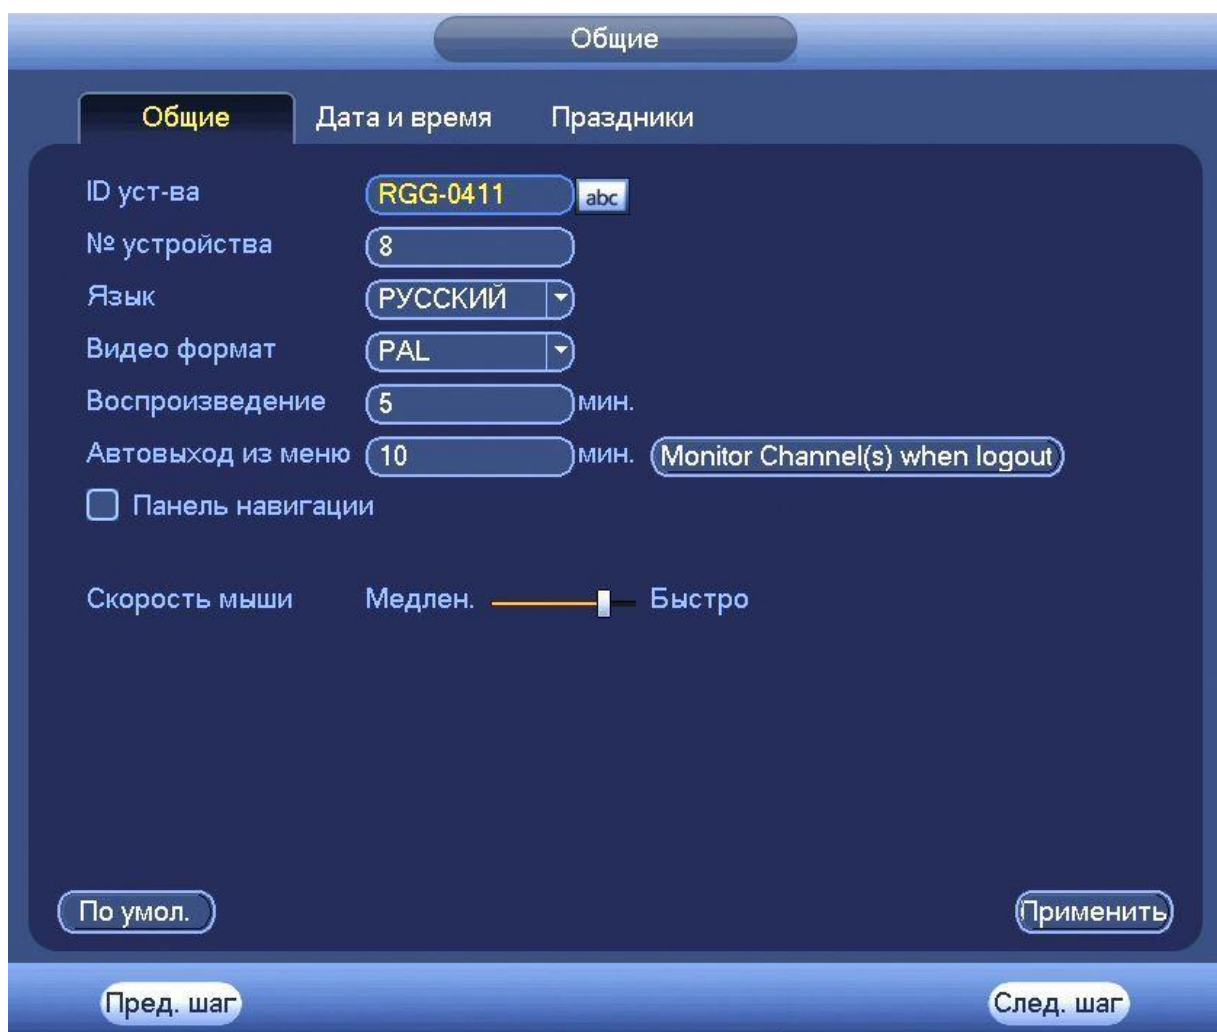 Общие
Общие Дата и время Праздники
ID уст-ва RGG-0411 abc
№ устройства 8
Язык РУССКИЙ
Видео формат PAL
Воспроизведение 5 мин.
Автовыход из меню 10 мин. Monitor Channel(s) when logout
Панель навигации
Скорость мыши Медлен. Быстро
По умол. Применить
Пред. шаг След. шаг